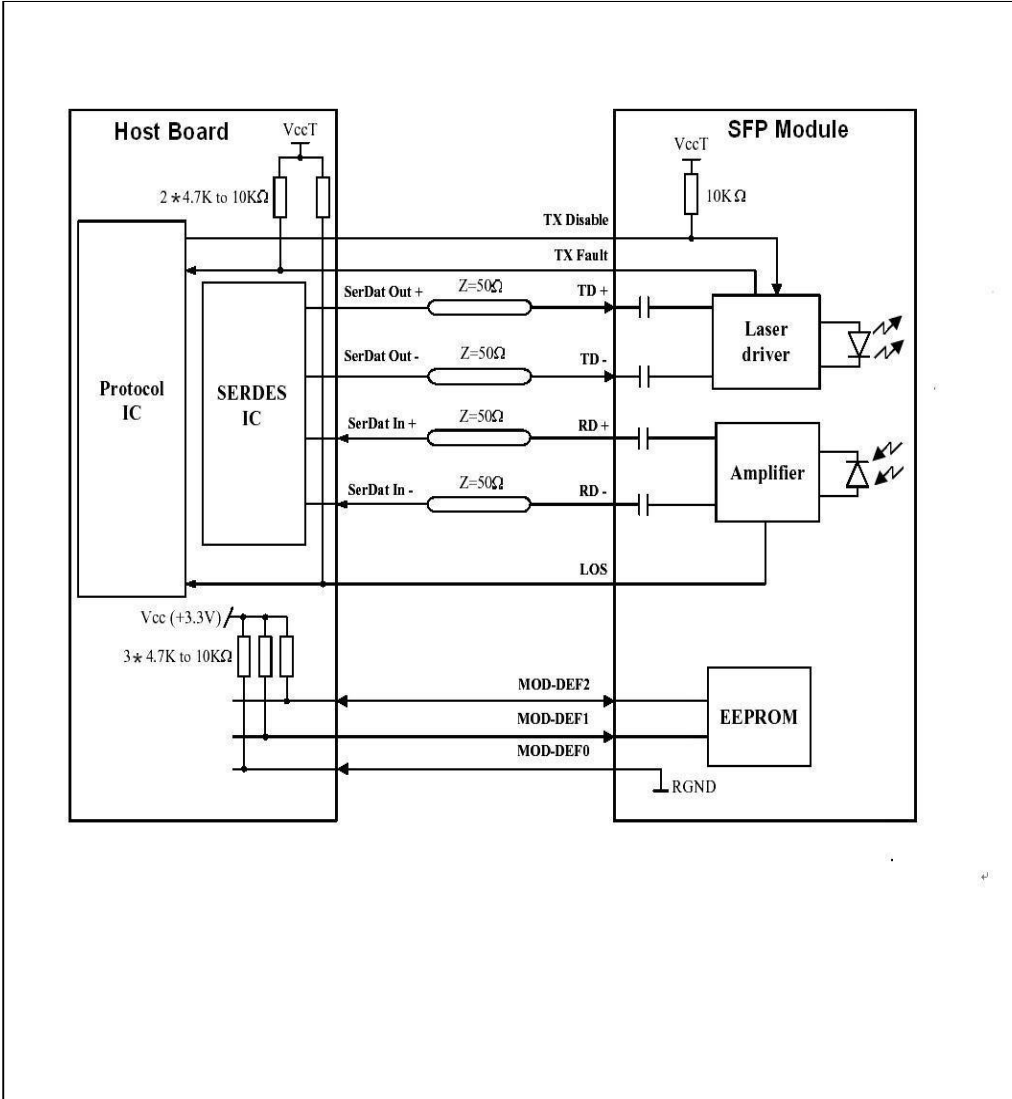 Host Board
VccT
2*4.7K to 10KΩ
SFP Module
VccT
10KΩ
TX Disable
TX Fault
SerDat Out +
Z=50Ω
TD +
SerDat Out -
Z=50Ω
TD -
SerDat In +
Z=50Ω
RD +
SerDat In -
Z=50Ω
RD -
Protocol
IC
SERDES
IC
Laser
driver
Amplifier
LOS
Vcc (+3.3V)
3*4.7K to 10KΩ
MOD-DEF2
MOD-DEF1
MOD-DEF0
EEPROM
RGND